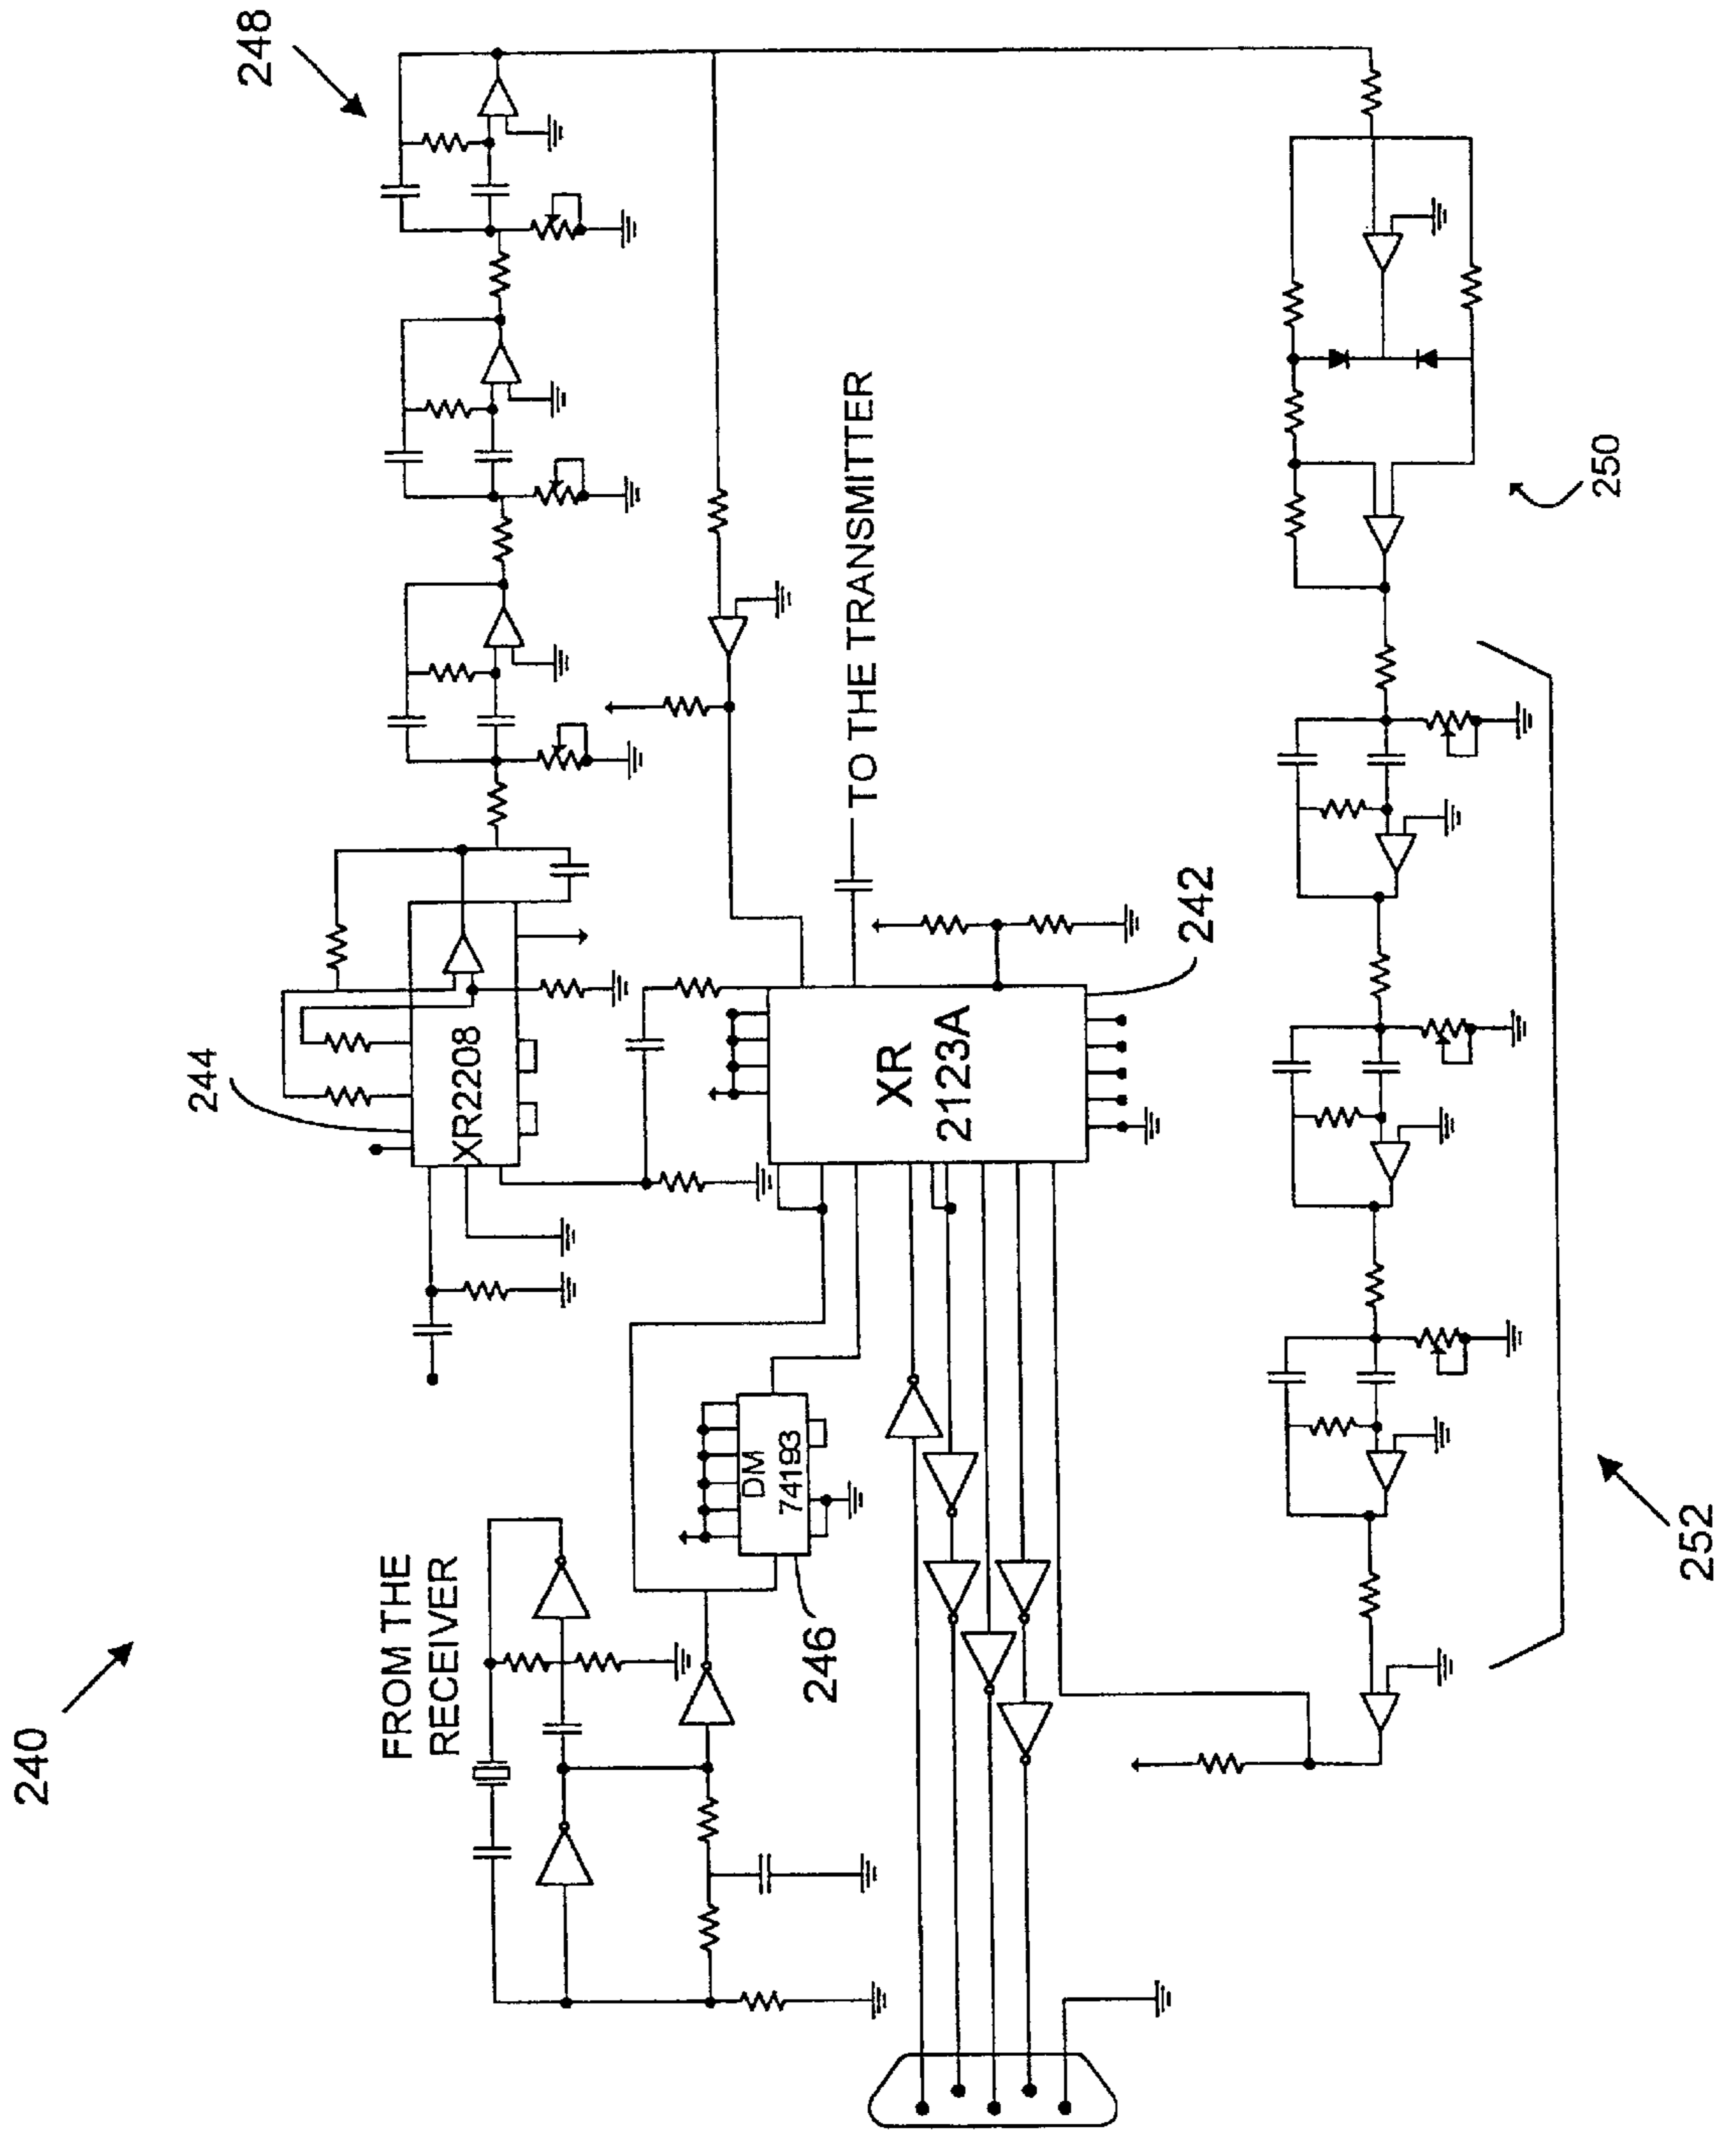 240
248
244
XR2208
FROM THE
RECEIVER
TO THE TRANSMITTER
XR
2123A
242
DM
74193
246
250
252